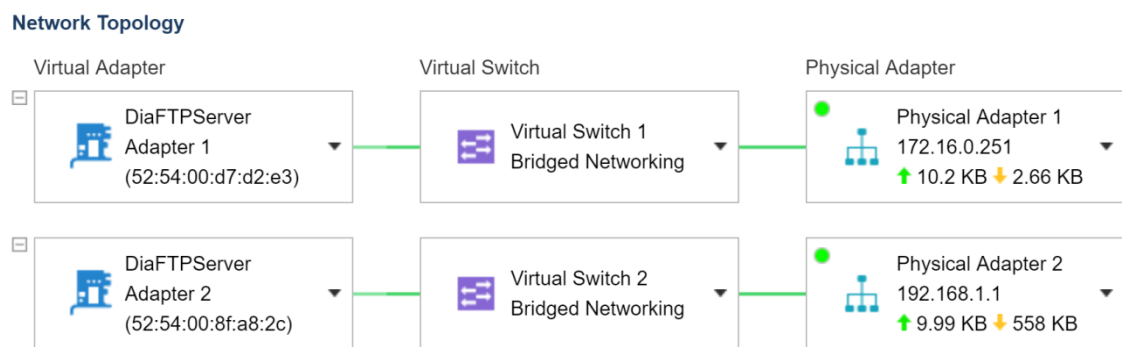 Network Topology
Virtual Adapter
Virtual Switch
Physical Adapter
DiaFTPServer
Adapter 1
(52:54:00:d7:d2:e3)
Virtual Switch 1
Bridged Networking
Physical Adapter 1
172.16.0.251
10.2 KB 2.66 KB
DiaFTPServer
Adapter 2
(52:54:00:8f:a8:2c)
Virtual Switch 2
Bridged Networking
Physical Adapter 2
192.168.1.1
9.99 KB 558 KB